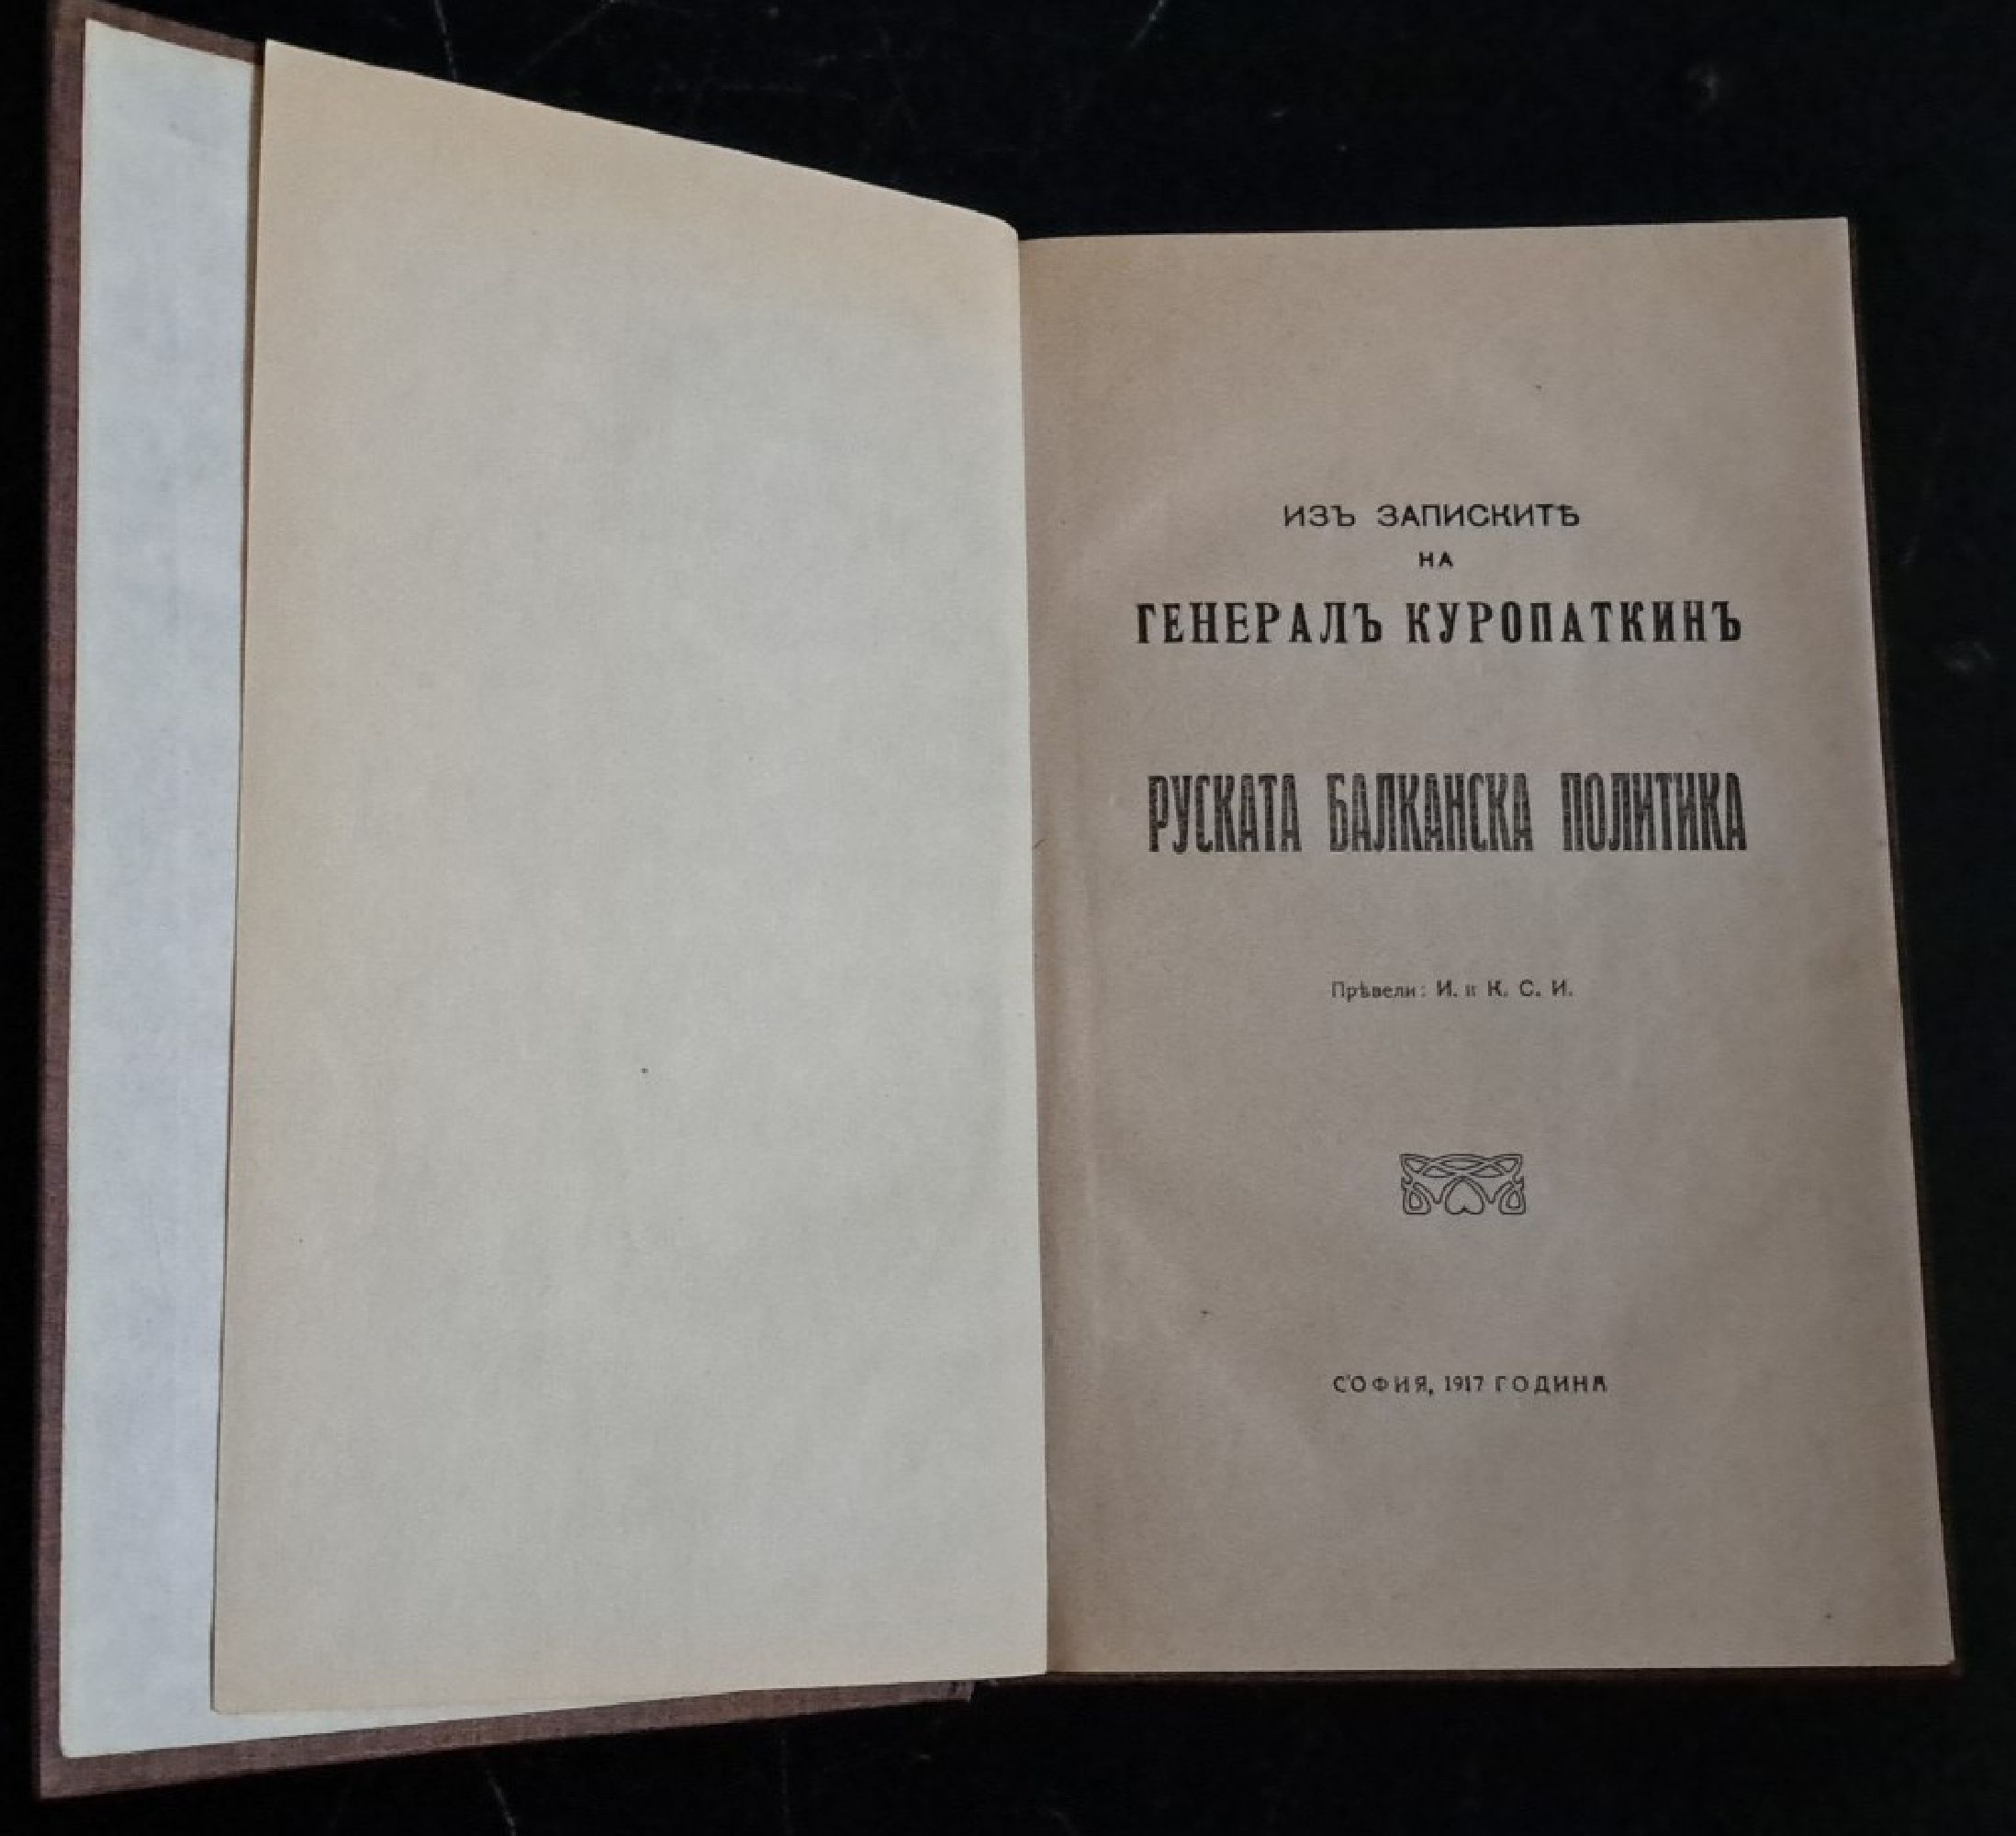 ИЗЪ ЗАПИСКИТѢ
НА
ГЕНЕРАЛЪ КУРОПАТКИНЪ
РУСКАТА БАЛКАНСКА ПОЛИТИКА
Прѣвели: И. и К. С. И.
СОФИЯ, 1917 ГОДИНА